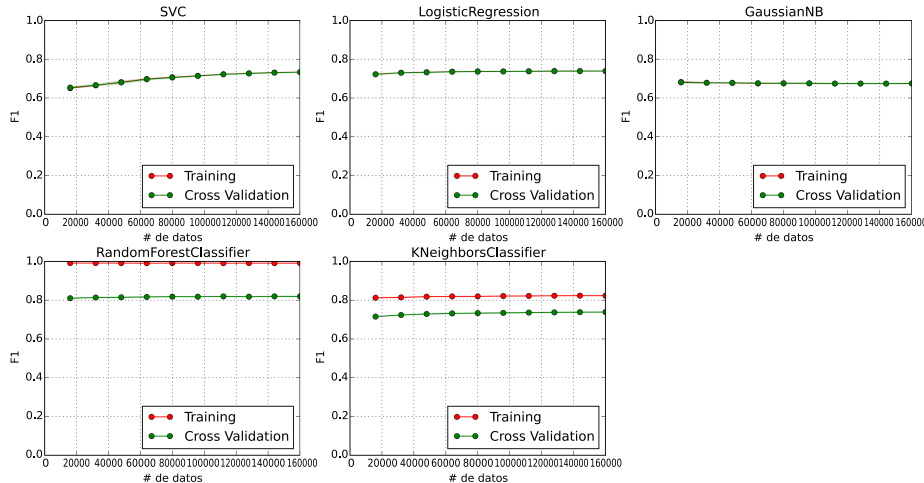 SVC
1.0
0.8
0.6
0.4
0.2
0.0
F1
Training
Cross Validation
0 20000 40000 60000 80000 100000 120000 140000 160000
# de datos
LogisticRegression
1.0
0.8
0.6
0.4
0.2
0.0
F1
Training
Cross Validation
0 20000 40000 60000 80000 100000 120000 140000 160000
# de datos
GaussianNB
1.0
0.8
0.6
0.4
0.2
0.0
F1
Training
Cross Validation
0 20000 40000 60000 80000 100000 120000 140000 160000
# de datos
RandomForestClassifier
1.0
0.8
0.6
0.4
0.2
0.0
F1
Training
Cross Validation
0 20000 40000 60000 80000 100000 120000 140000 160000
# de datos
KNeighborsClassifier
1.0
0.8
0.6
0.4
0.2
0.0
F1
Training
Cross Validation
0 20000 40000 60000 80000 100000 120000 140000 160000
# de datos